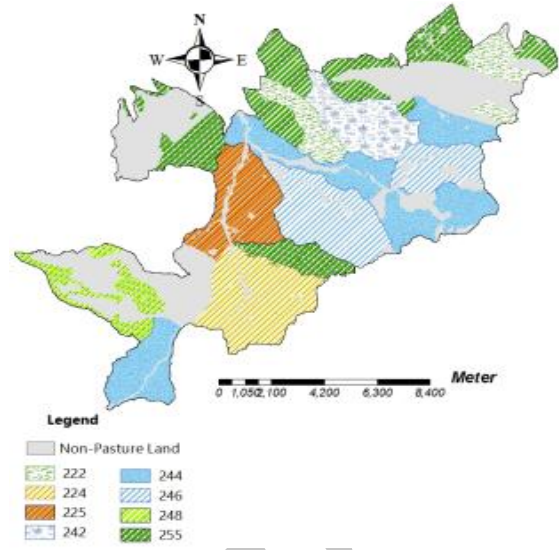 N
W E
S
Meter
0 1,050 2,100 4,200 6,300 8,400
Legend
Non-Pasture Land
222 244
224 246
225 248
242 255